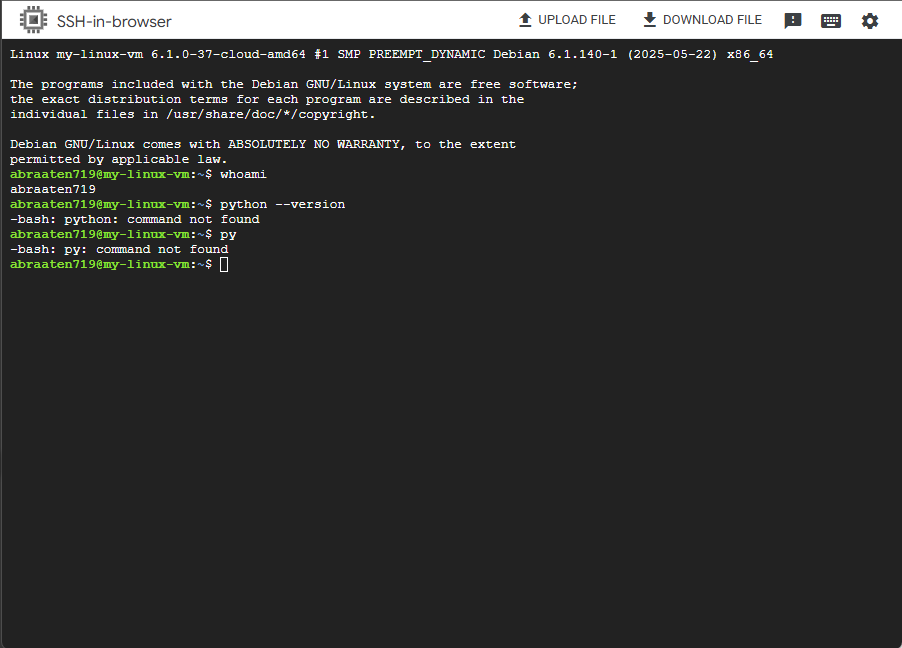 SSH-in-browser
UPLOAD FILE
DOWNLOAD FILE
Linux my-linux-vm 6.1.0-37-cloud-amd64 #1 SMP PREEMPT_DYNAMIC Debian 6.1.140-1 (2025-05-22) x86_64
The programs included with the Debian GNU/Linux system are free software;
the exact distribution terms for each program are described in the
individual files in /usr/share/doc/*/copyright.
Debian GNU/Linux comes with ABSOLUTELY NO WARRANTY, to the extent
permitted by applicable law.
abraaten719@my-linux-vm:~$ whoami
abraaten719
abraaten719@my-linux-vm:~$ python --version
-bash: python: command not found
abraaten719@my-linux-vm:~$ py
-bash: py: command not found
abraaten719@my-linux-vm:~$